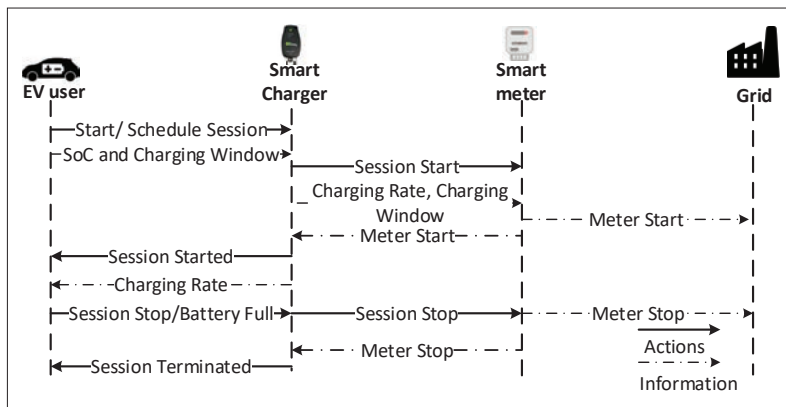 EV user
Smart
Charger
Smart
meter
Grid
Start/ Schedule Session
SoC and Charging Window
Session Start
Charging Rate, Charging
Window
Meter Start
Meter Start
Session Started
Charging Rate
Session Stop/Battery Full
Session Stop
Meter Stop
Meter Stop
Session Terminated
Actions
Information